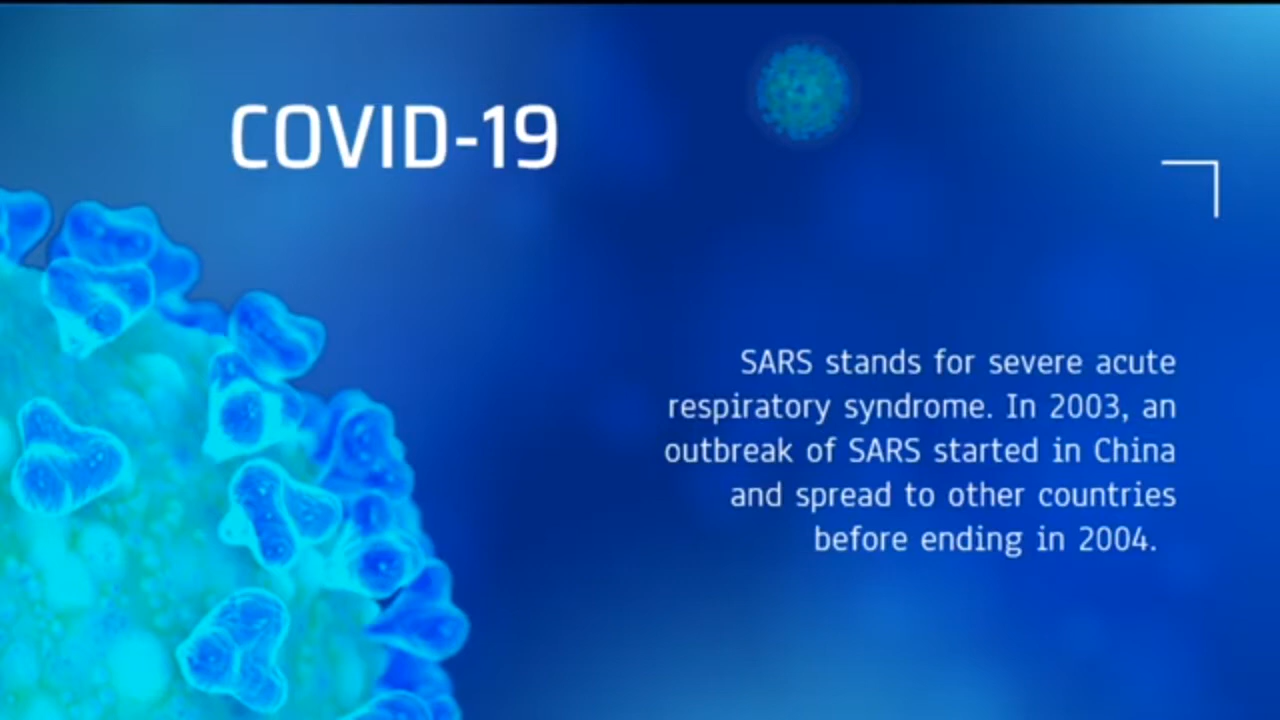 COVID-19
SARS stands for severe acute
respiratory syndrome. In 2003, an
outbreak of SARS started in China
and spread to other countries
before ending in 2004.